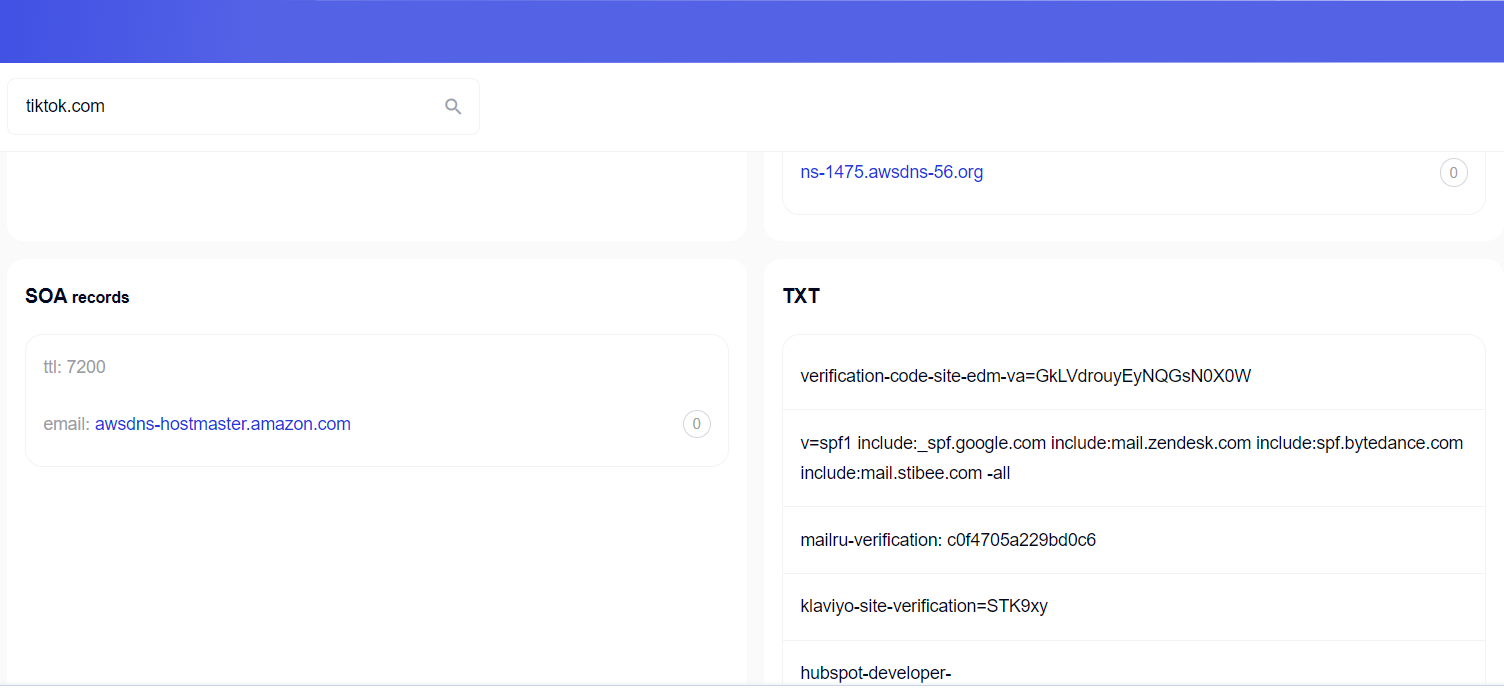 tiktok.com
ns-1475.awsdns-56.org
0
SOA records
ttl: 7200
email: awsdns-hostmaster.amazon.com
0
TXT
verification-code-site-edm-va=GkLVdrouyEyNQGsN0X0W
v=spf1 include:_spf.google.com include:mail.zendesk.com include:spf.bytedance.com
include:mail.stibee.com -all
mailru-verification: c0f4705a229bd0c6
klaviyo-site-verification=STK9xy
hubspot-developer-